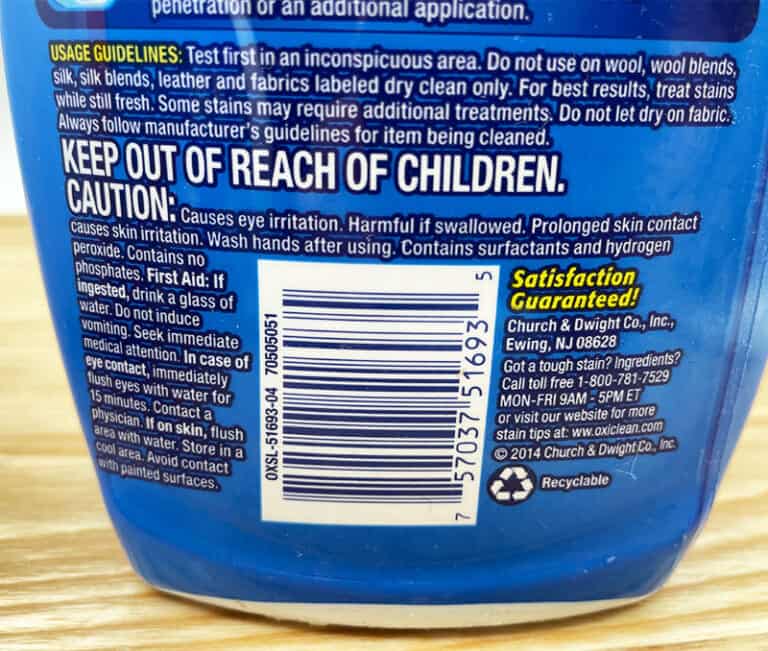 penetration or an additional application.
USAGE GUIDELINES: Test first in an inconspicuous area. Do not use on wool, wool blends,
silk, silk blends, leather and fabrics labeled dry clean only. For best results, treat stains
while still fresh. Some stains may require additional treatments. Do not let dry on fabric.
Always follow manufacturer's guidelines for item being cleaned.
KEEP OUT OF REACH OF CHILDREN.
CAUTION: Causes eye irritation. Harmful if swallowed. Prolonged skin contact
causes skin irritation. Wash hands after using. Contains surfactants and hydrogen
peroxide. Contains no
phosphates. First Aid: If
ingested, drink a glass of
water. Do not induce
vomiting. Seek immediate
medical attention. In case of
eye contact, immediately
flush eyes with water for
15 minutes. Contact a
physician. If on skin, flush
area with water. Store in a
cool area. Avoid contact
with painted surfaces.
OXSL-51693-04 70505051
7 57037 51693 5
Satisfaction
Guaranteed!
Church & Dwight Co., Inc.,
Ewing, NJ 08628
Got a tough stain? Ingredients?
Call toll free 1-800-781-7529
MON-FRI 9AM - 5PM ET
or visit our website for more
stain tips at: ww.oxiclean.com
© 2014 Church & Dwight Co., Inc.
Recyclable